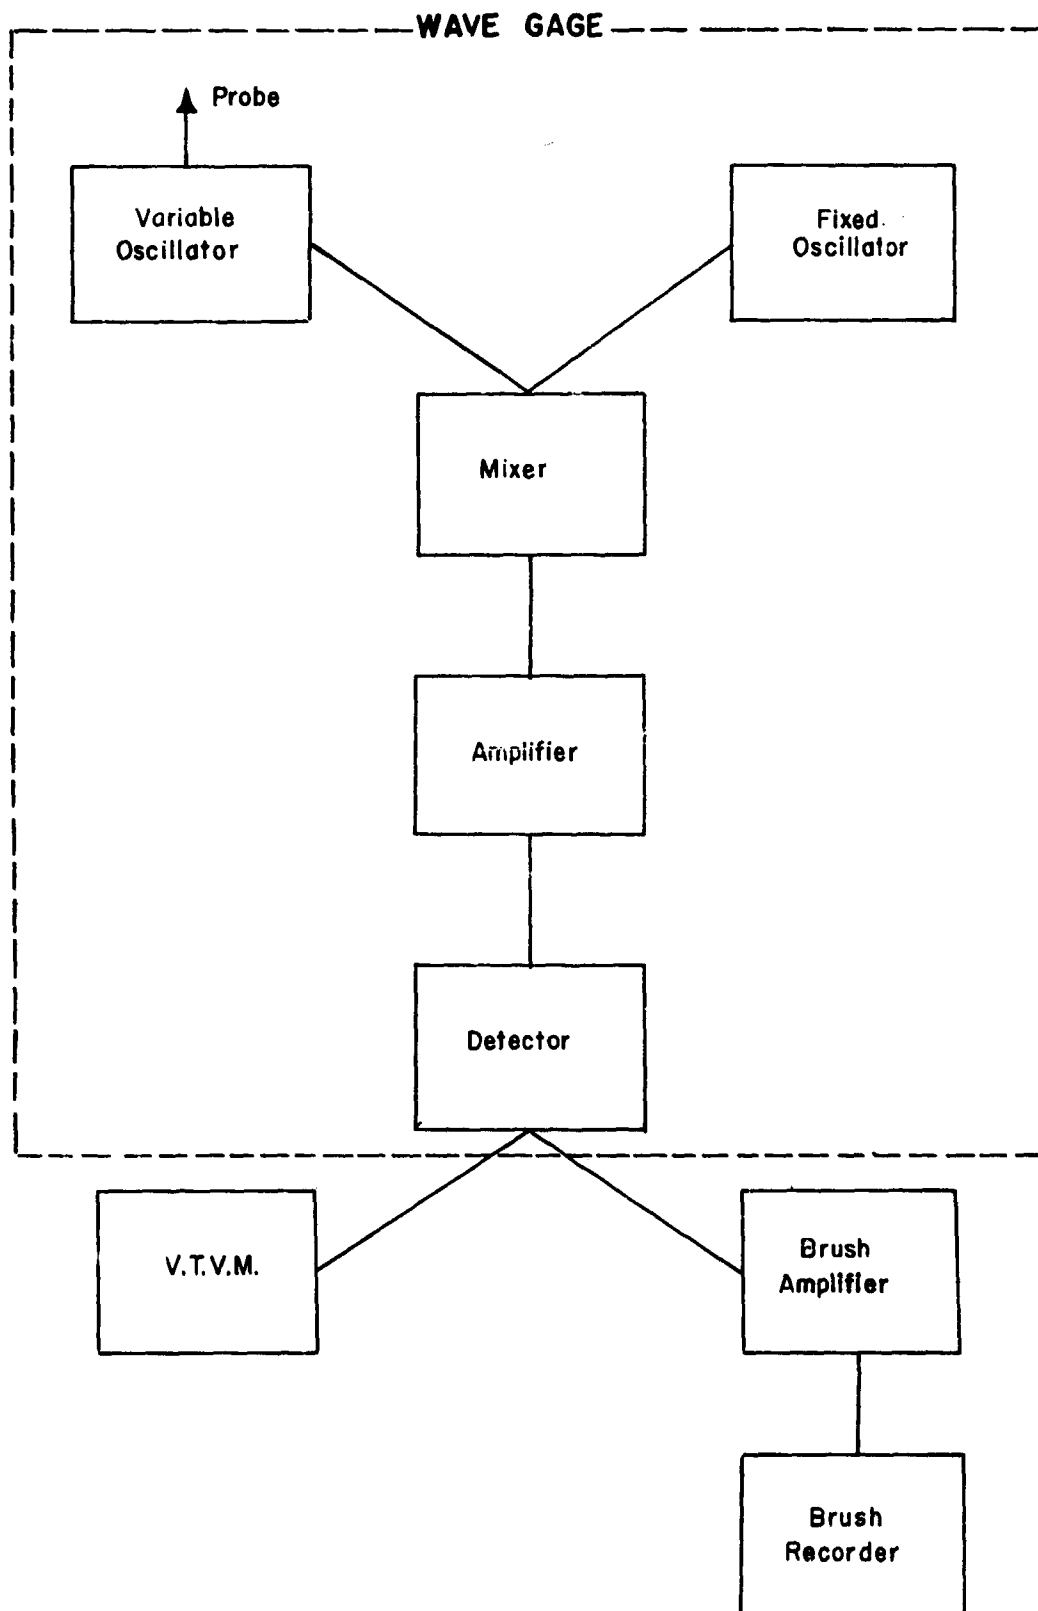 WAVE GAGE
Probe
Variable
Oscillator
Fixed
Oscillator
Mixer
Amplifier
Detector
V.T.V.M.
Brush
Amplifier
Brush
Recorder